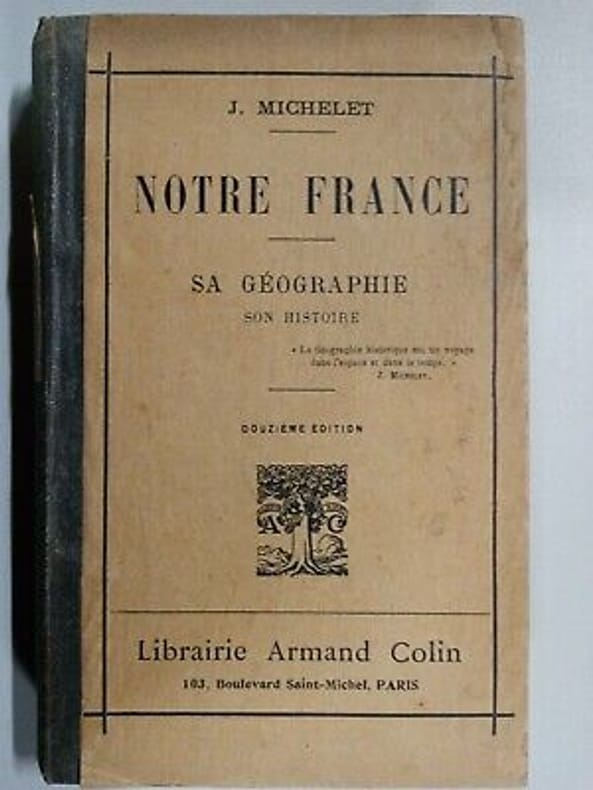 J. MICHELET
NOTRE FRANCE
SA GÉOGRAPHIE
SON HISTOIRE
« La Géographie historique est un voyage
dans l'espace et dans le temps. »
J. MICHELET.
DOUZIÈME ÉDITION
A C
Librairie Armand Colin
103, Boulevard Saint-Michel, PARIS